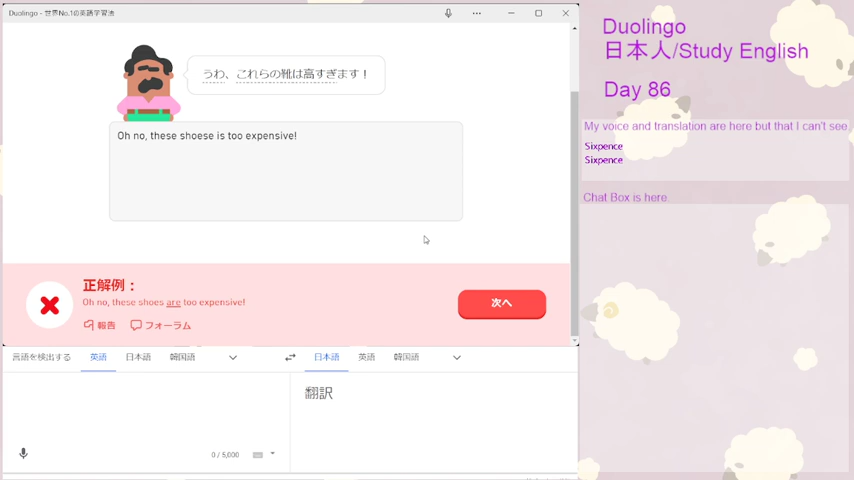 Duolingo - 世界No.1の英語学習法
うわ、これらの靴は高すぎます！
Oh no, these shoese is too expensive!
正解例：
Oh no, these shoes are too expensive!
報告 フォーラム
次へ
言語を検出する 英語 日本語 韓国語
日本語 英語 韓国語
翻訳
0 / 5,000
Duolingo
日本人/Study English
Day 86
My voice and translation are here but that I can't see
Sixpence
Sixpence
Chat Box is here.